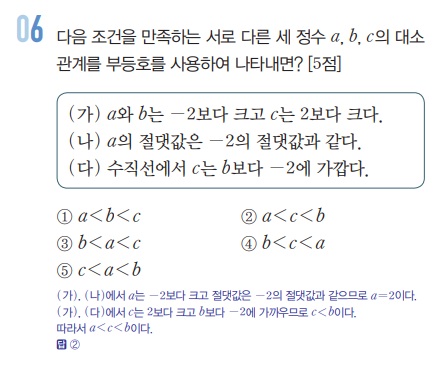 06 다음 조건을 만족하는 서로 다른 세 정수 a, b, c의 대소
관계를 부등호를 사용하여 나타내면? [5점]
(가) a와 b는 −2보다 크고 c는 2보다 크다.
(나) a의 절댓값은 −2의 절댓값과 같다.
(다) 수직선에서 c는 b보다 −2에 가깝다.
① a<b<c ② a<c<b
③ b<a<c ④ b<c<a
⑤ c<a<b
(가), (나)에서 a는 −2보다 크고 절댓값은 −2의 절댓값과 같으므로 a=2이다.
(가), (다)에서 c는 2보다 크고 b보다 −2에 가까우므로 c<b이다.
따라서 a<c<b이다.
답 ②